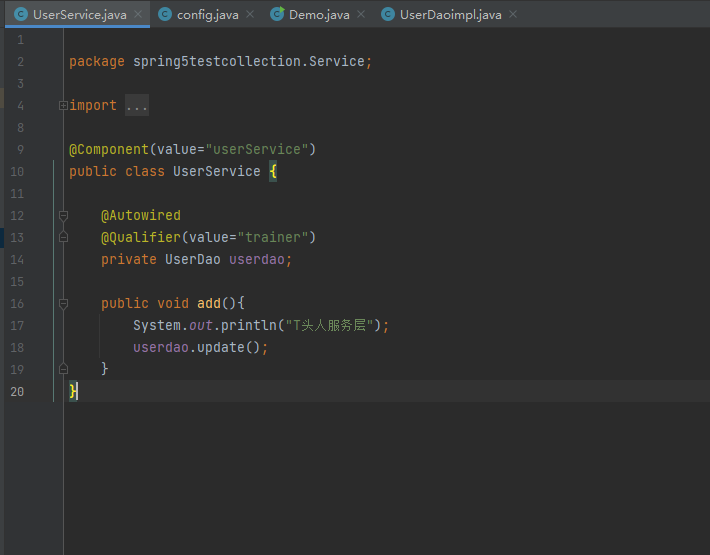 UserService.java config.java Demo.java UserDaoimpl.java
1
2 package spring5testcollection.Service;
3
4 import ...
8
9 @Component(value="userService")
10 public class UserService {
11
12 @Autowired
13 @Qualifier(value="trainer")
14 private UserDao userdao;
15
16 public void add(){
17 System.out.println("T头人服务层");
18 userdao.update();
19 }
20 }